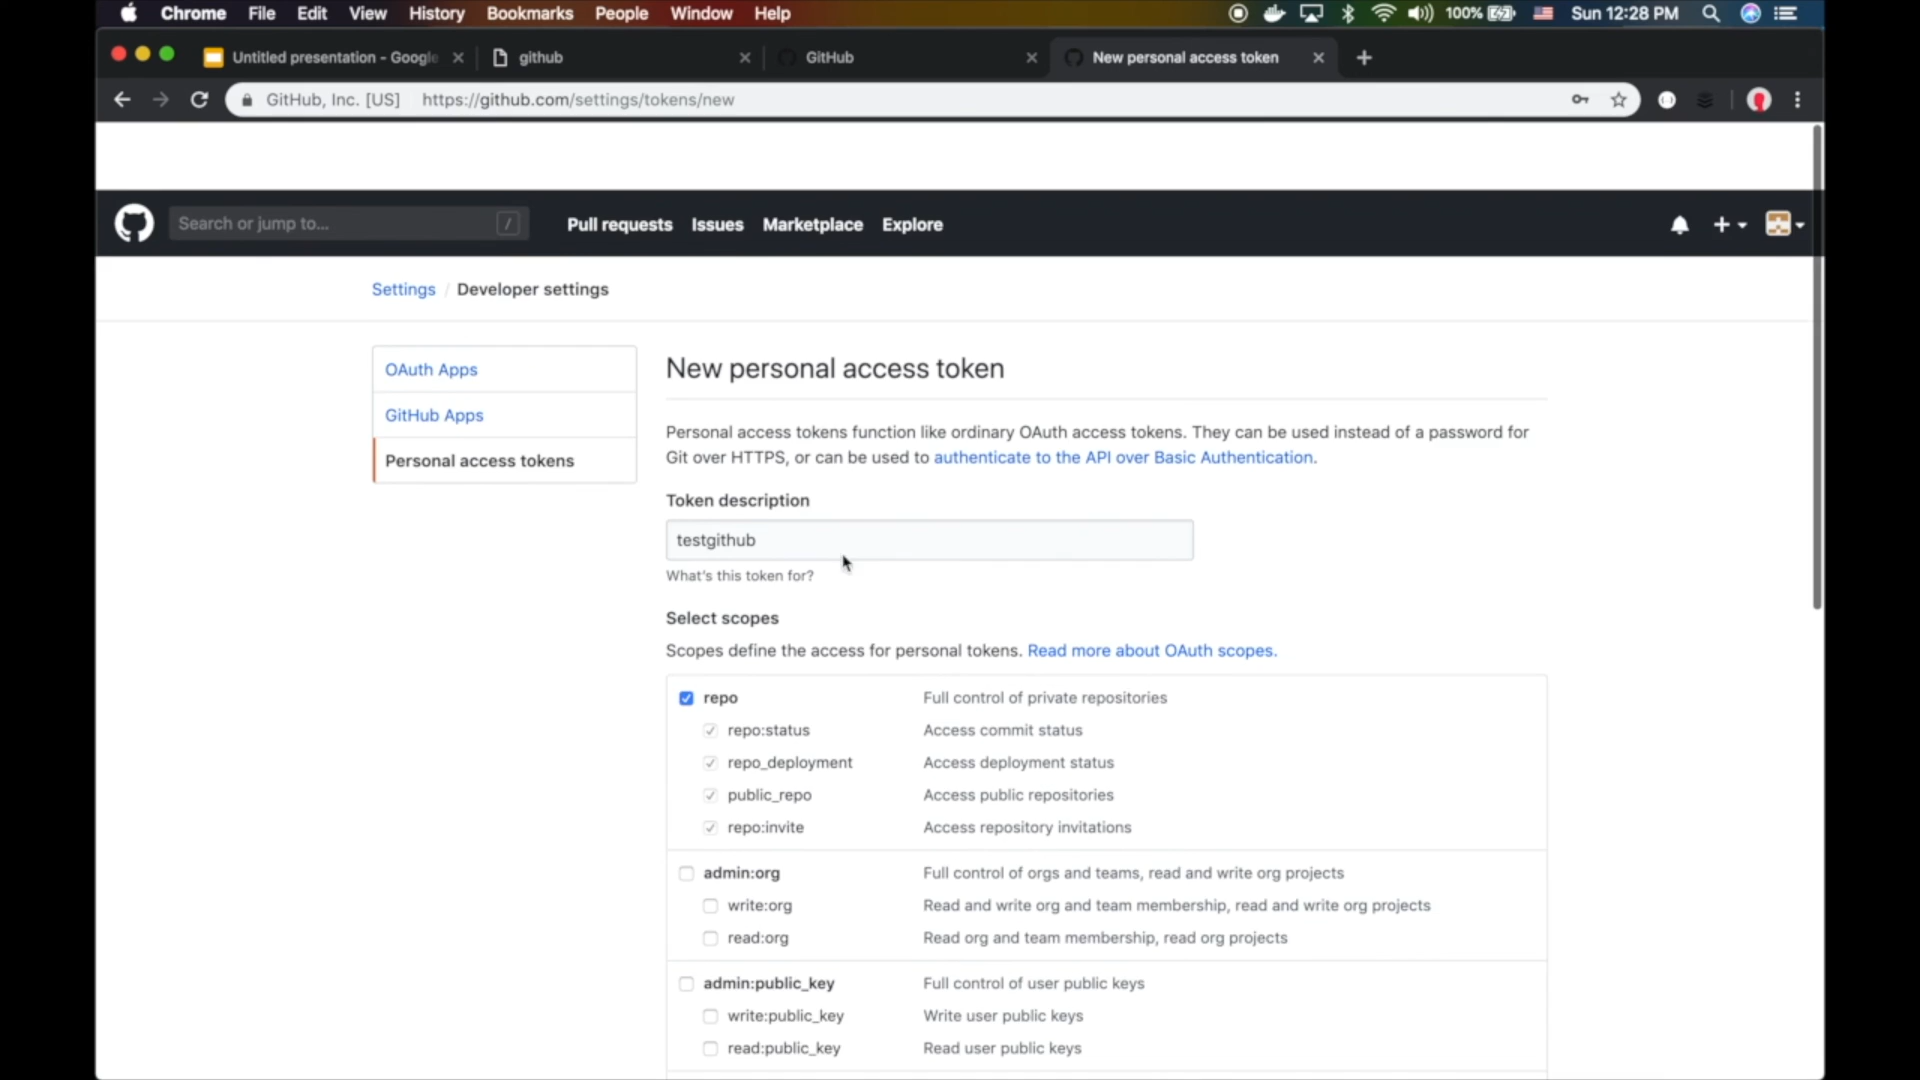 Chrome File Edit View History Bookmarks People Window Help 100% Sun 12:28 PM
Untitled presentation - Google github GitHub New personal access token
GitHub, Inc. [US] https://github.com/settings/tokens/new
Search or jump to... / Pull requests Issues Marketplace Explore
Settings / Developer settings
OAuth Apps
GitHub Apps
Personal access tokens
New personal access token
Personal access tokens function like ordinary OAuth access tokens. They can be used instead of a password for
Git over HTTPS, or can be used to authenticate to the API over Basic Authentication.
Token description
testgithub
What's this token for?
Select scopes
Scopes define the access for personal tokens. Read more about OAuth scopes.
repo Full control of private repositories
repo:status Access commit status
repo_deployment Access deployment status
public_repo Access public repositories
repo:invite Access repository invitations
admin:org Full control of orgs and teams, read and write org projects
write:org Read and write org and team membership, read and write org projects
read:org Read org and team membership, read org projects
admin:public_key Full control of user public keys
write:public_key Write user public keys
read:public_key Read user public keys